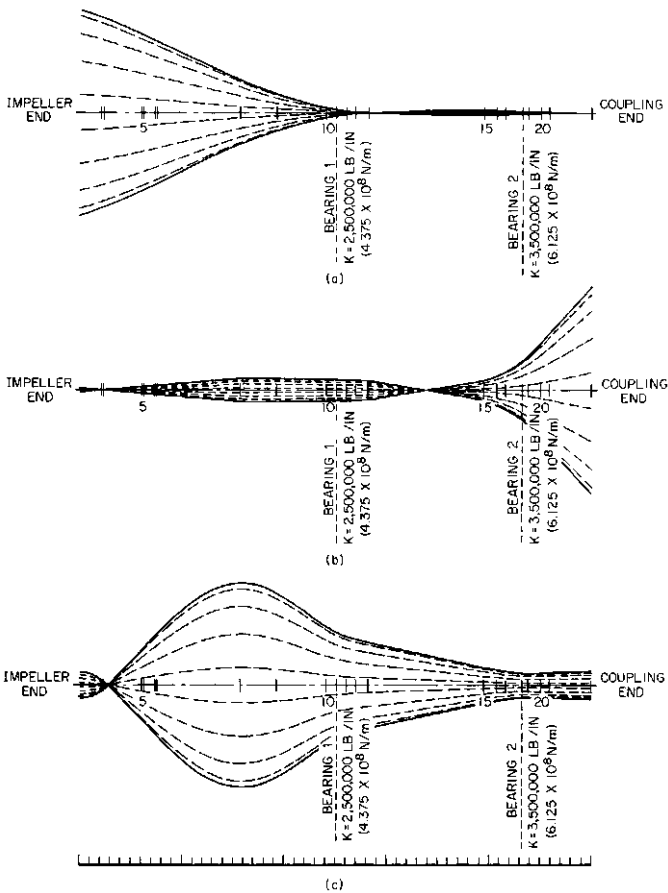 IMPELLER
END
5
10
15
20
COUPLING
END
BEARING 1
K=2,500,000 LB/IN
(4.375 X 10⁸ N/m)
BEARING 2
K=3,500,000 LB/IN
(6.125 X 10⁸ N/m)
(a)
IMPELLER
END
5
10
15
20
COUPLING
END
BEARING 1
K=2,500,000 LB/IN
(4.375 X 10⁸ N/m)
BEARING 2
K=3,500,000 LB/IN
(6.125 X 10⁸ N/m)
(b)
IMPELLER
END
5
10
15
20
COUPLING
END
BEARING 1
K=2,500,000 LB/IN
(4.375 X 10⁸ N/m)
BEARING 2
K=3,500,000 LB/IN
(6.125 X 10⁸ N/m)
(c)